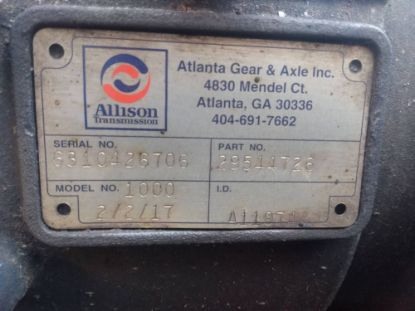 Allison
Transmission
Atlanta Gear & Axle Inc.
4830 Mendel Ct.
Atlanta, GA 30336
404-691-7662
SERIAL NO.
PART NO.
6310426706
MODEL NO. 1000
I.D.
2/2/17